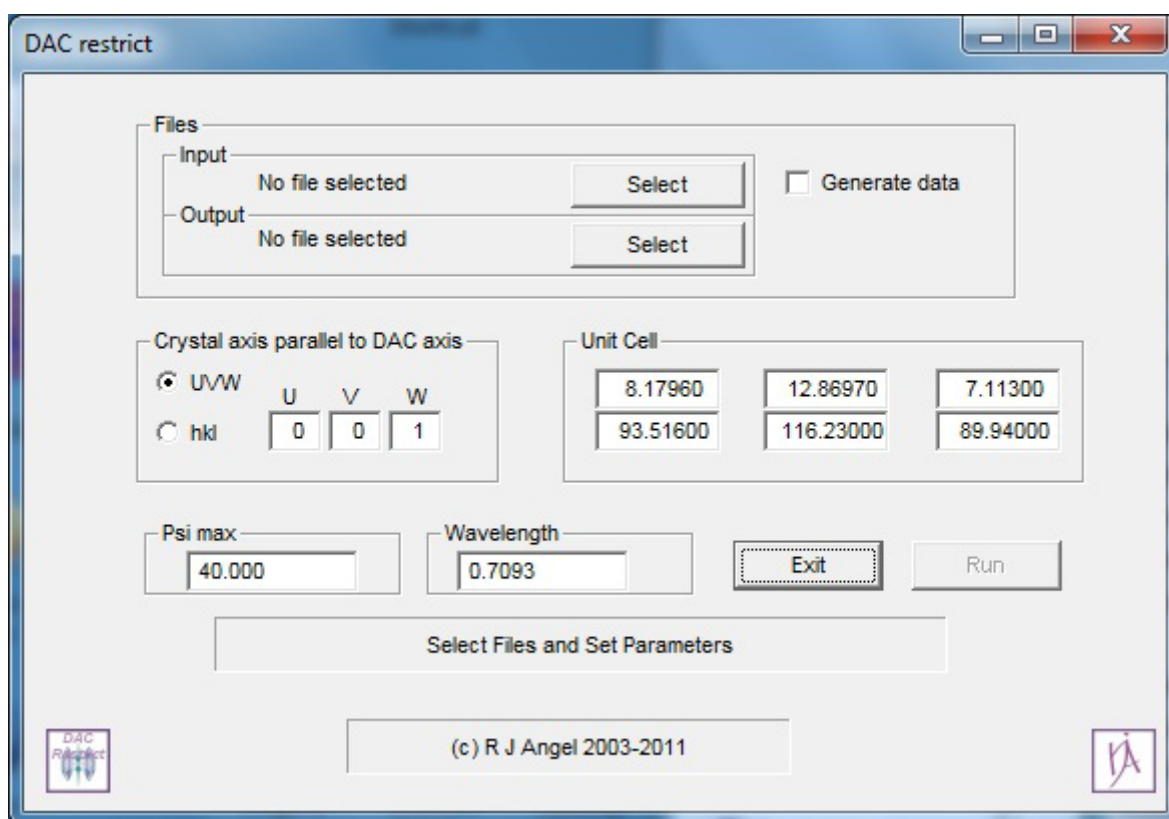 DAC restrict
Files
Input
No file selected
Select
Generate data
Output
No file selected
Select
Crystal axis parallel to DAC axis
UVW
U V W
hkl
0 0 1
Unit Cell
8.17960 12.86970 7.11300
93.51600 116.23000 89.94000
Psi max
40.000
Wavelength
0.7093
Exit
Run
Select Files and Set Parameters
DAC
Restrict
(c) R J Angel 2003-2011